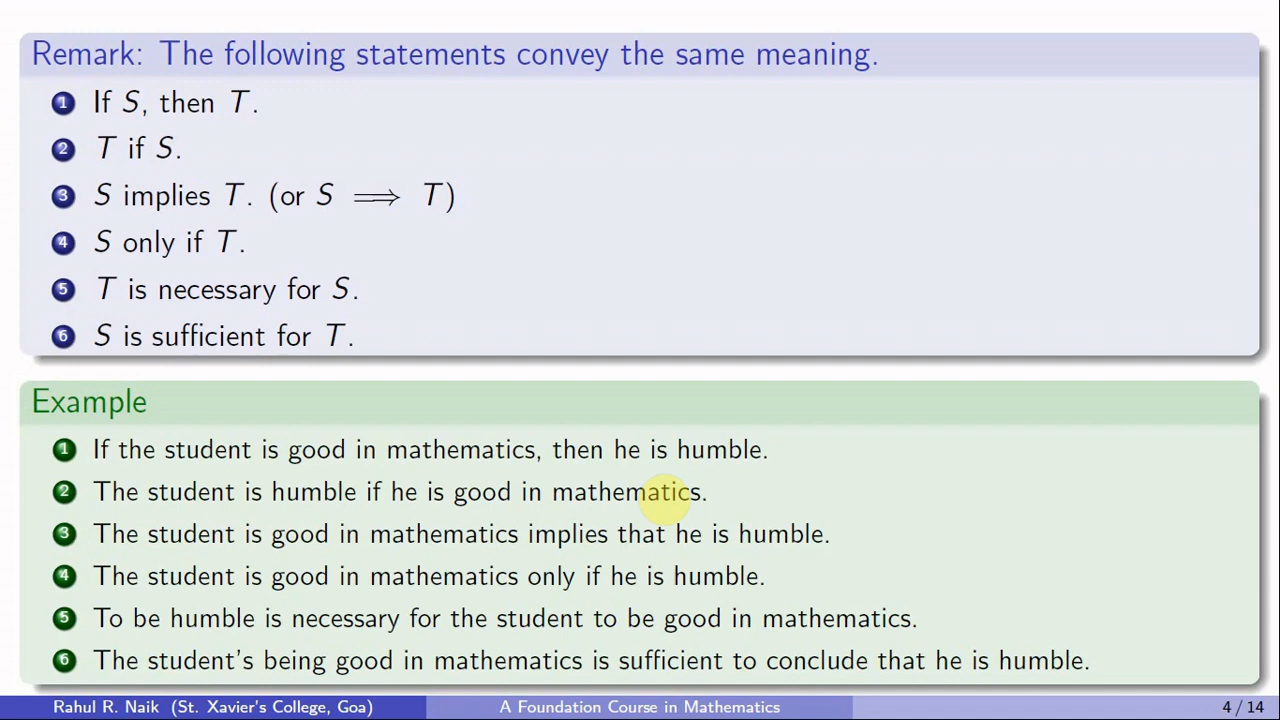 Remark: The following statements convey the same meaning.
1 If S, then T.
2 T if S.
3 S implies T. (or S ⟹ T)
4 S only if T.
5 T is necessary for S.
6 S is sufficient for T.
Example
1 If the student is good in mathematics, then he is humble.
2 The student is humble if he is good in mathematics.
3 The student is good in mathematics implies that he is humble.
4 The student is good in mathematics only if he is humble.
5 To be humble is necessary for the student to be good in mathematics.
6 The student's being good in mathematics is sufficient to conclude that he is humble.
Rahul R. Naik (St. Xavier's College, Goa) A Foundation Course in Mathematics 4 / 14